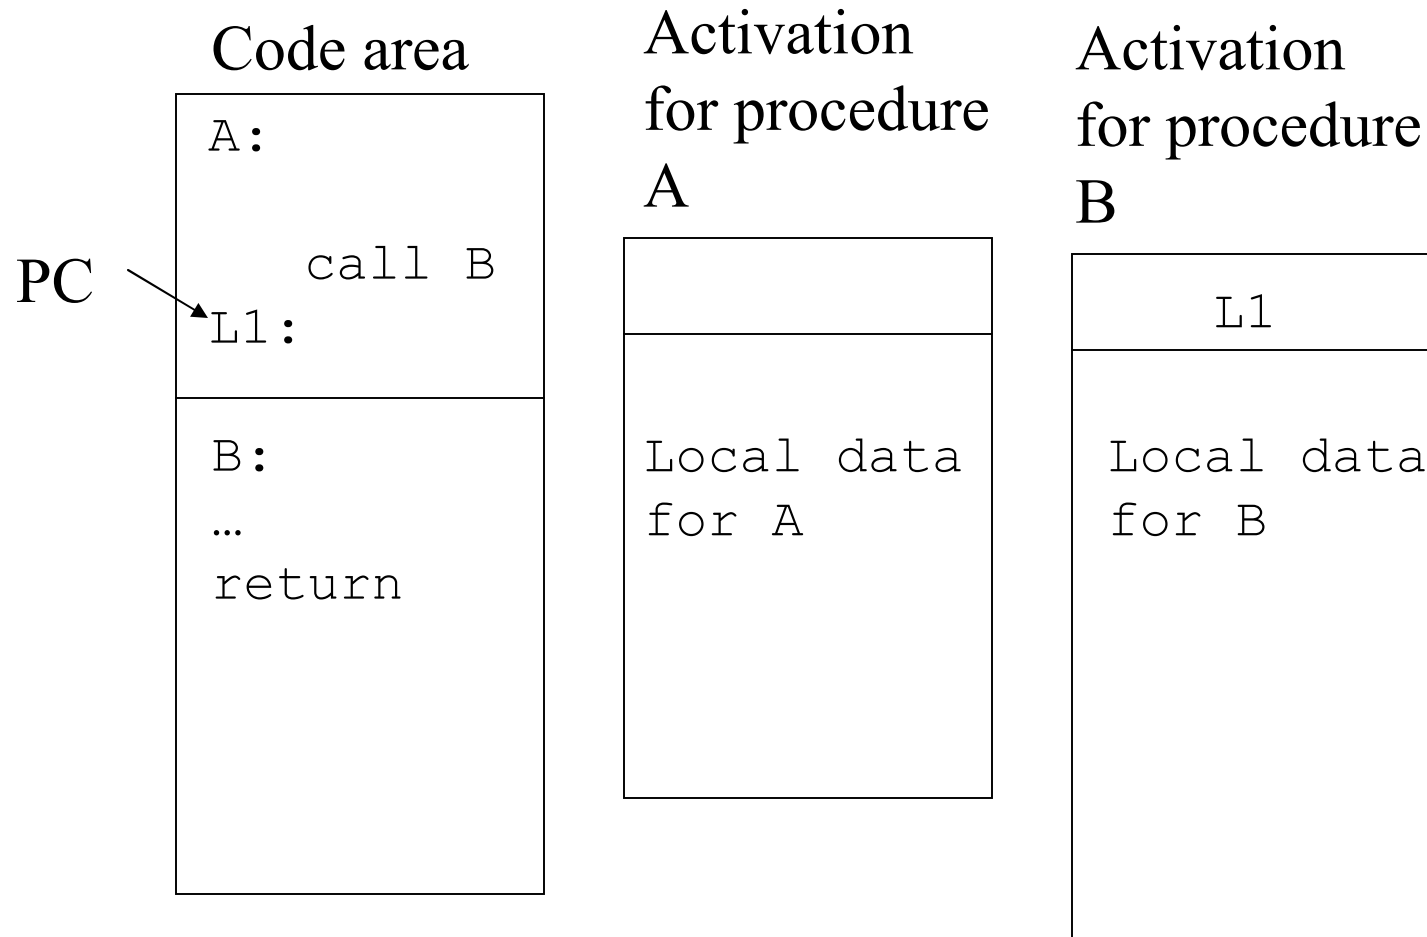 Code area
A:
call B
PC
L1:
B:
…
return
Activation
for procedure
A
Local data
for A
Activation
for procedure
B
L1
Local data
for B